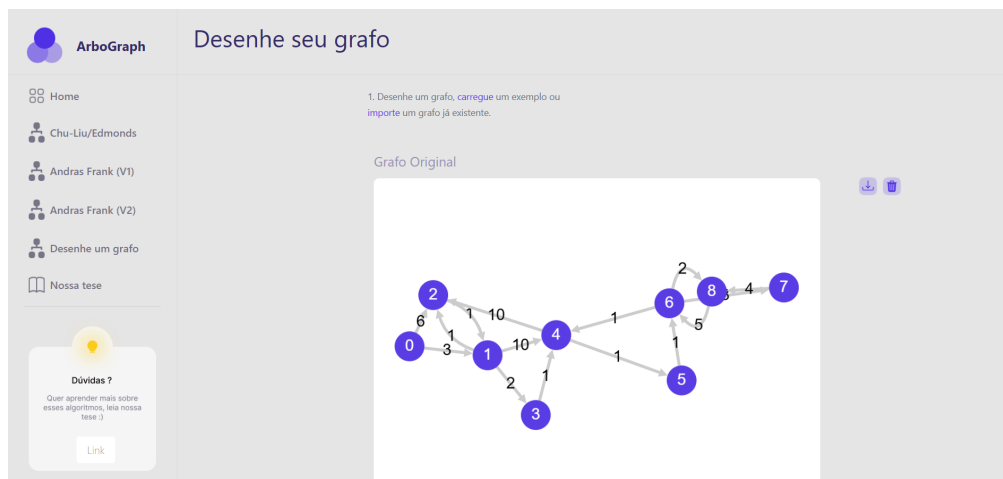 ArboGraph
Desenhe seu grafo
Home
Chu-Liu/Edmonds
Andras Frank (V1)
Andras Frank (V2)
Desenhe um grafo
Nossa tese
Dúvidas ?
Quer aprender mais sobre
esses algoritmos, leia nossa
tese :)
Link
1. Desenhe um grafo, carregue um exemplo ou
importe um grafo já existente.
Grafo Original
2
8
7
4
2
6
6
1
10
1
5
0
3
1
1
10
4
1
1
5
2
1
3